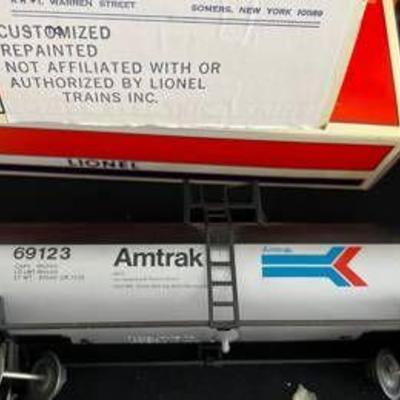 WARREN STREET
SOMERS, NEW YORK 10589
CUSTOMIZED
REPAINTED
NOT AFFILIATED WITH OR
AUTHORIZED BY LIONEL
TRAINS INC.
LIONEL
69123
Amtrak
Amtrak